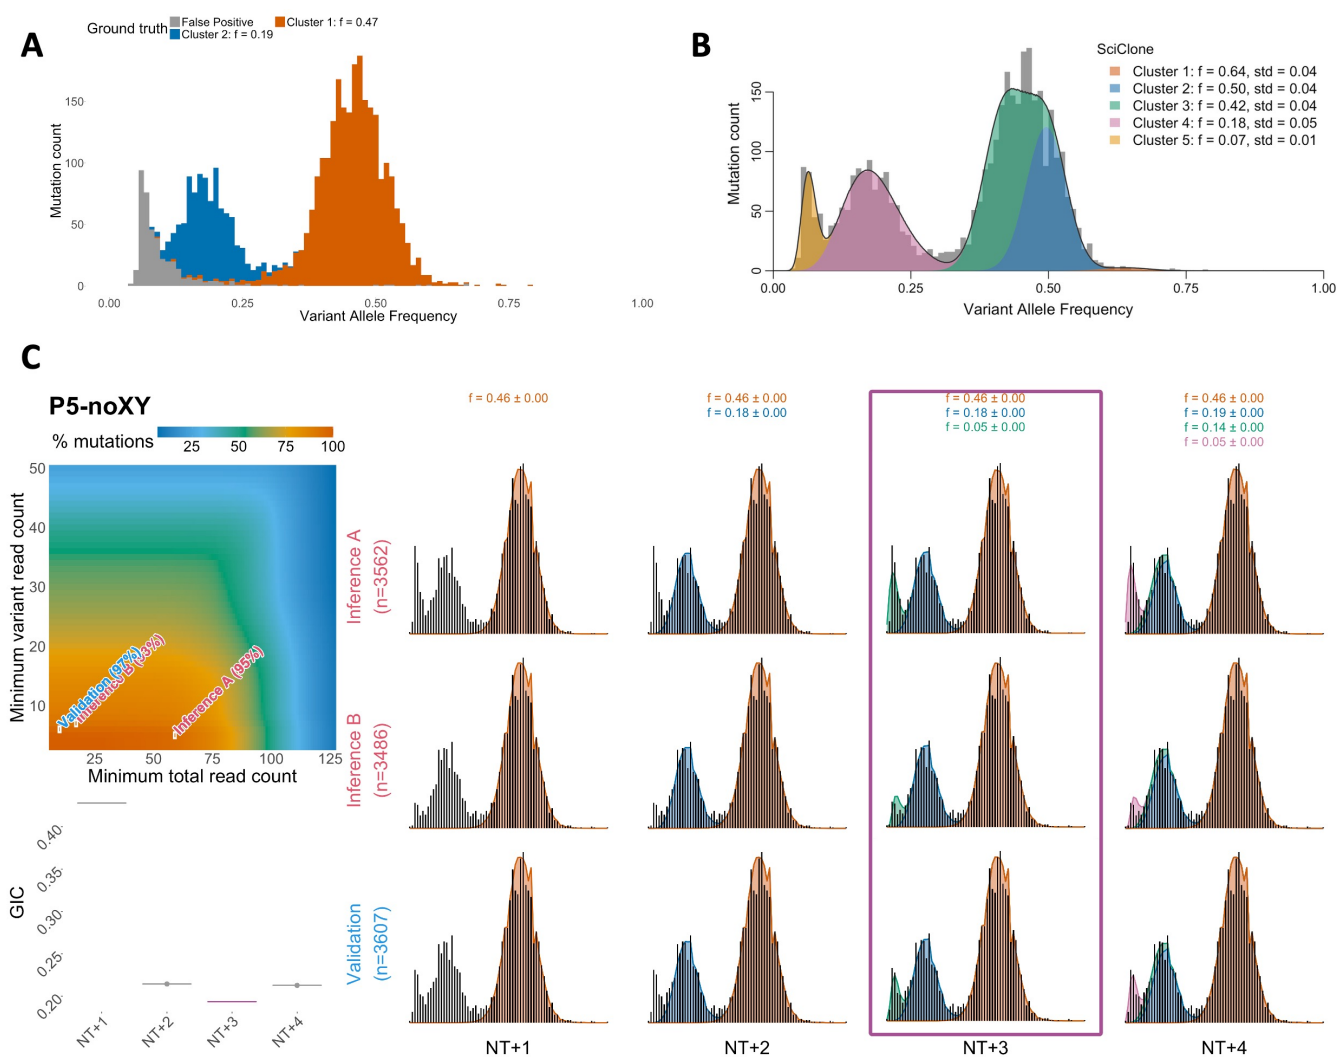 A
Ground truth
False Positive
Cluster 1: f = 0.47
Cluster 2: f = 0.19
Mutation count
150
100
50
0
0.00
0.25
0.50
0.75
1.00
Variant Allele Frequency
B
SciClone
Cluster 1: f = 0.64, std = 0.04
Cluster 2: f = 0.50, std = 0.04
Cluster 3: f = 0.42, std = 0.04
Cluster 4: f = 0.18, std = 0.05
Cluster 5: f = 0.07, std = 0.01
Mutation count
150
100
50
0
0.00
0.25
0.50
0.75
1.00
Variant Allele Frequency
C
P5-noXY
% mutations
25
50
75
100
Minimum variant read count
50
40
30
20
10
Validation (97%)
Inference B (93%)
Inference A (95%)
25
50
75
100
125
Minimum total read count
GIC
0.40
0.35
0.30
0.25
0.20
NT+1
NT+2
NT+3
NT+4
f = 0.46 ± 0.00
f = 0.46 ± 0.00
f = 0.18 ± 0.00
f = 0.46 ± 0.00
f = 0.18 ± 0.00
f = 0.05 ± 0.00
f = 0.46 ± 0.00
f = 0.19 ± 0.00
f = 0.14 ± 0.00
f = 0.05 ± 0.00
Inference A
(n=3562)
Inference B
(n=3486)
Validation
(n=3607)
NT+1
NT+2
NT+3
NT+4